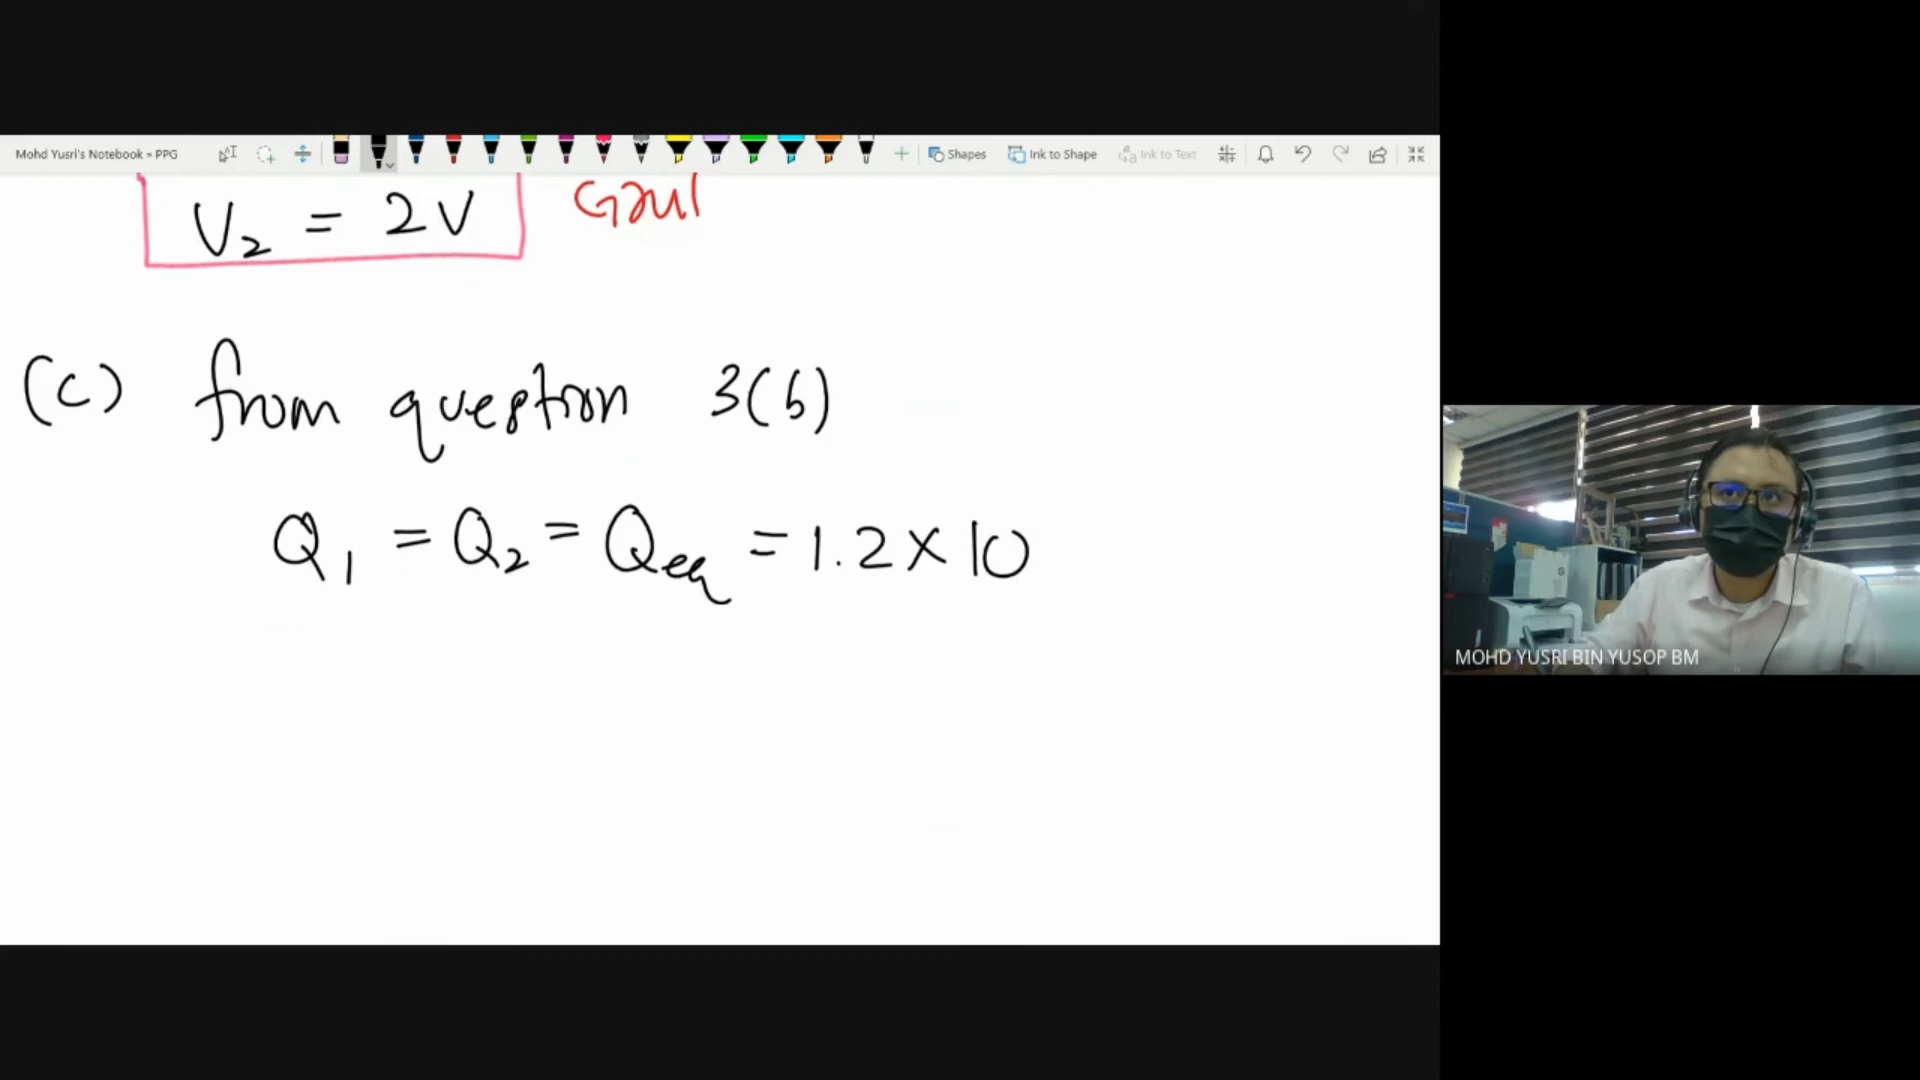 Mohd Yusri's Notebook » PPG
Shapes
Ink to Shape
Ink to Text
V₂ = 2V
(c) from question 3(b)
Q₁ = Q₂ = Qeq = 1.2 × 10
MOHD YUSRI BIN YUSOP BM